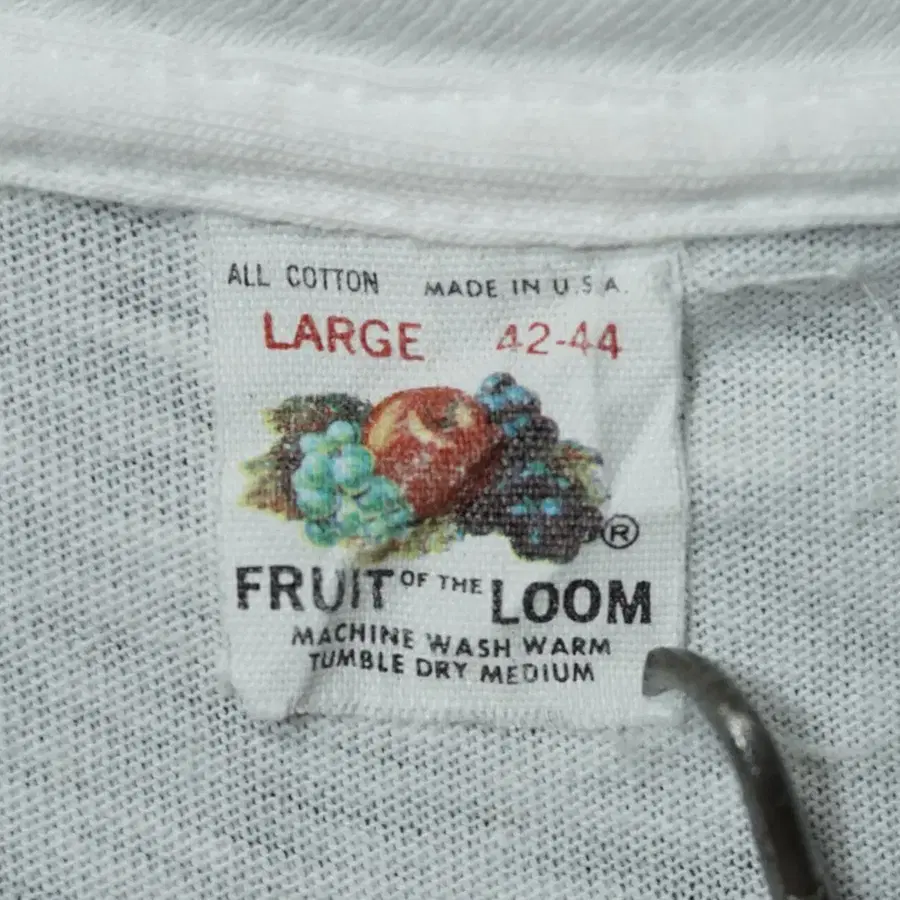 ALL COTTON MADE IN U.S.A.
LARGE 42-44
®
FRUIT OF THE LOOM
MACHINE WASH WARM
TUMBLE DRY MEDIUM